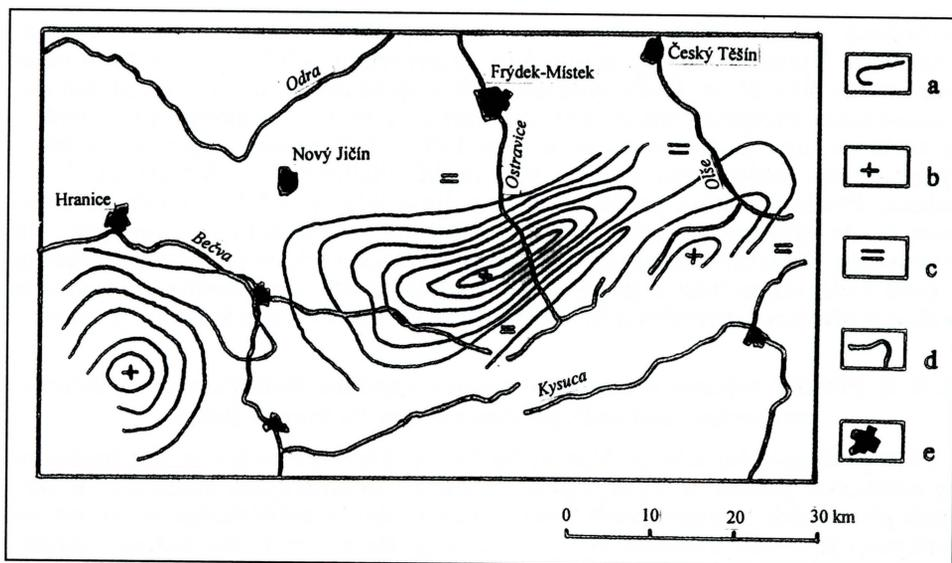 Český Těšín
Frýdek-Místek
Odra
Nový Jičín
Ostravice
Olše
Hranice
Bečva
Kysuca
a
b
c
d
e
0 10 20 30 km